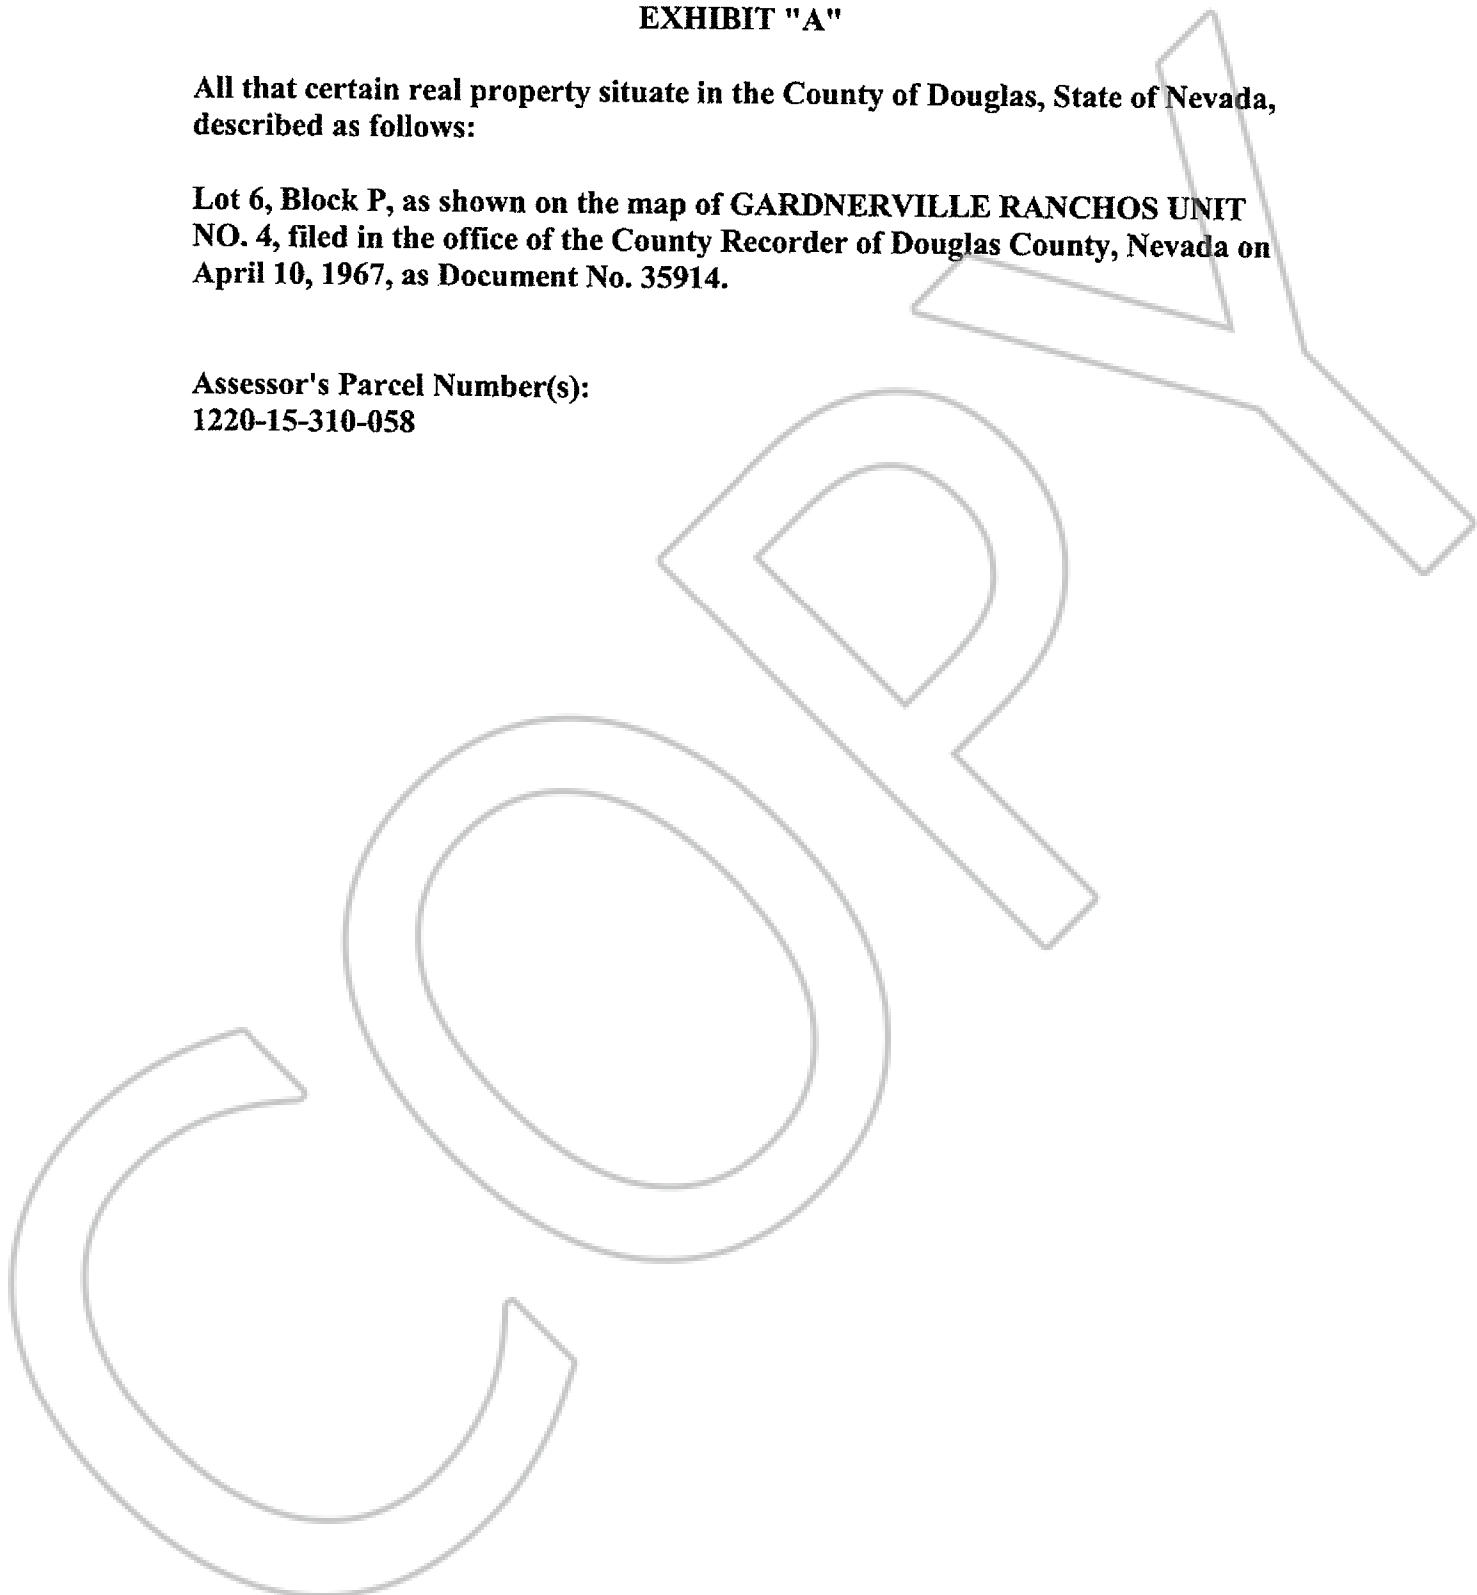 EXHIBIT "A"
All that certain real property situate in the County of Douglas, State of Nevada,
described as follows:
Lot 6, Block P, as shown on the map of GARDNERVILLE RANCHOS UNIT
NO. 4, filed in the office of the County Recorder of Douglas County, Nevada on
April 10, 1967, as Document No. 35914.
Assessor's Parcel Number(s):
1220-15-310-058
COPY